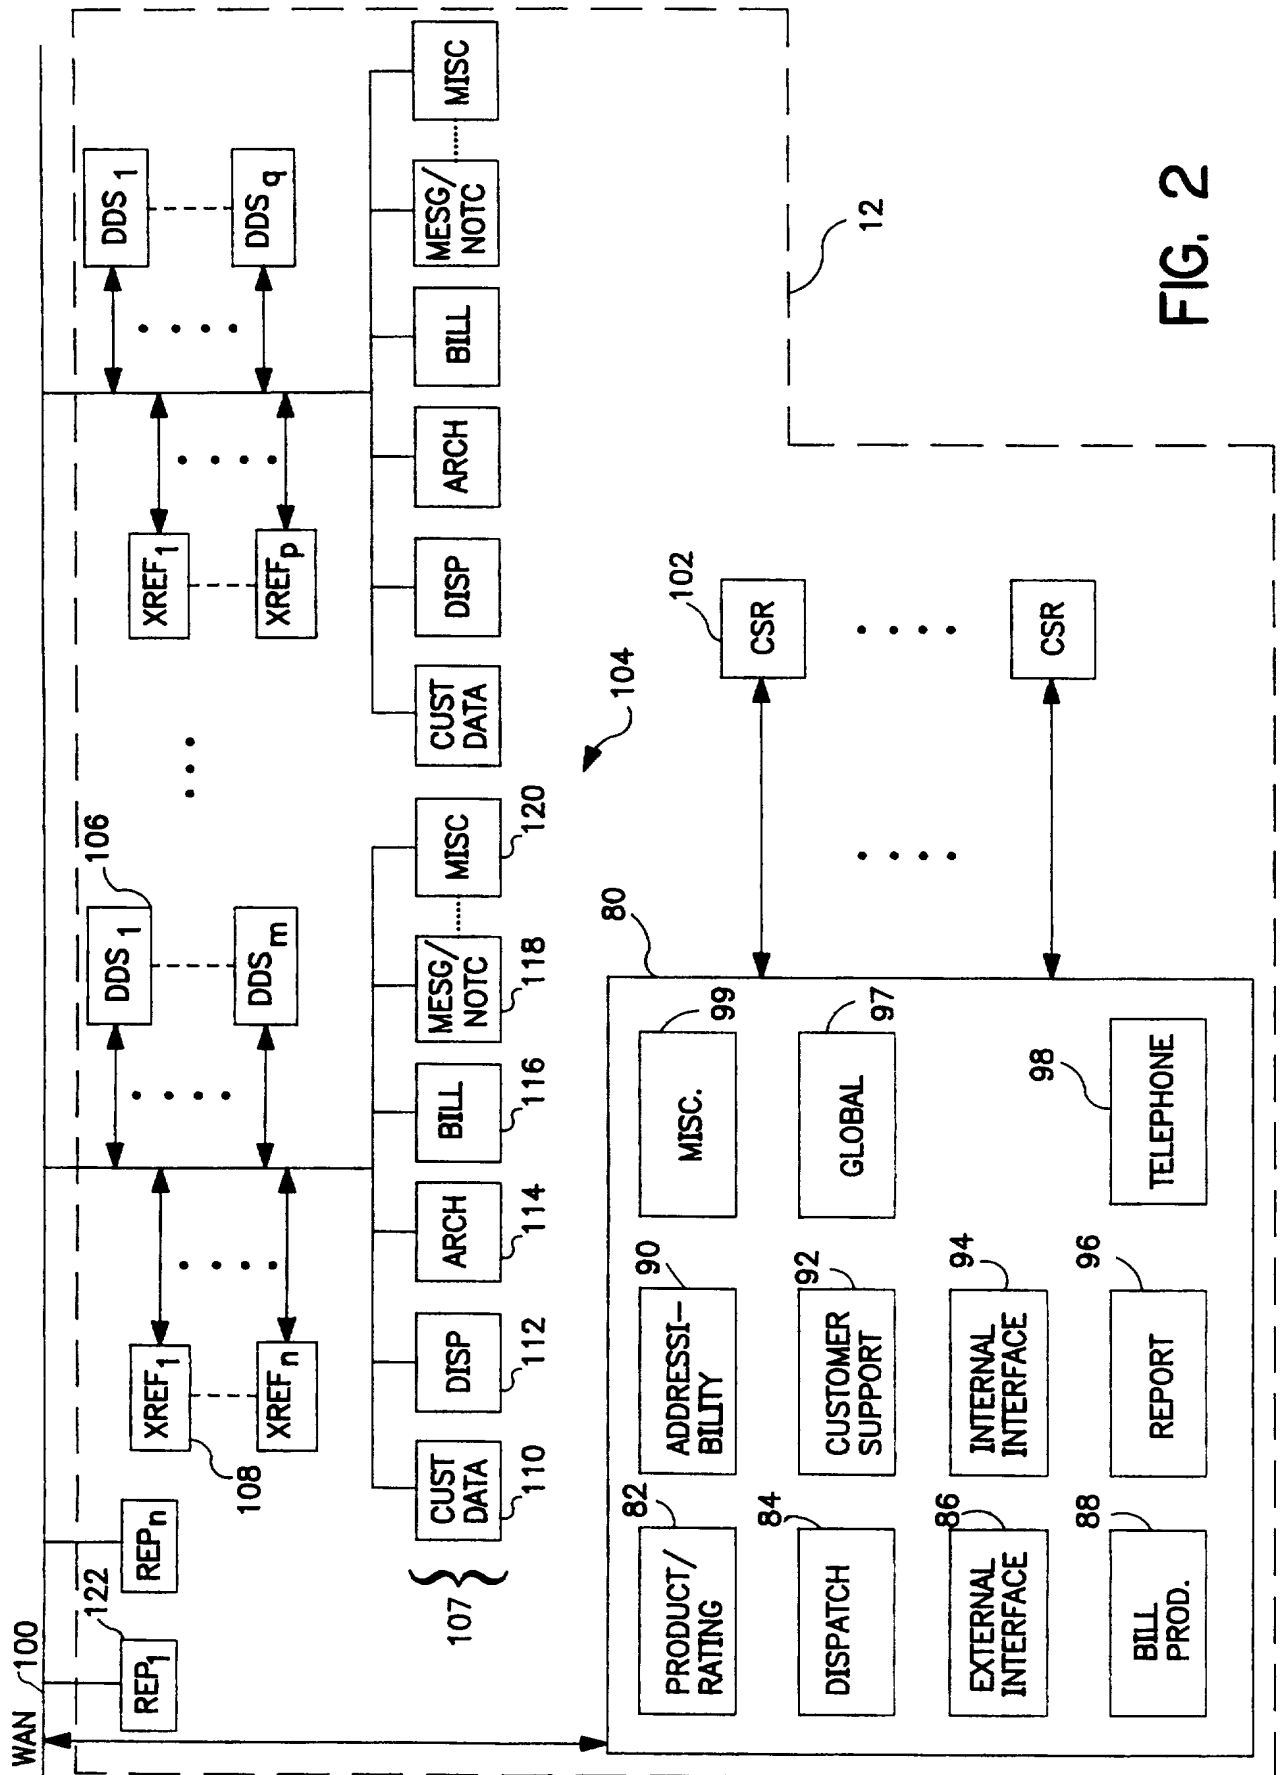 WAN
100
122
REP1
REPn
108
XREF1
XREFn
DDS1
106
DDSm
XREF1
XREFp
DDS1
DDSq
107
CUST
DATA
110
DISP
112
ARCH
114
BILL
116
MESG/
NOTC
118
MISC
120
CUST
DATA
DISP
ARCH
BILL
MESG/
NOTC
MISC
104
80
PRODUCT/
RATING
82
ADDRESSI-
BILITY
90
MISC.
99
CSR
102
DISPATCH
84
CUSTOMER
SUPPORT
92
GLOBAL
97
12
EXTERNAL
INTERFACE
86
INTERNAL
INTERFACE
94
CSR
BILL
PROD.
88
REPORT
96
TELEPHONE
98
FIG. 2